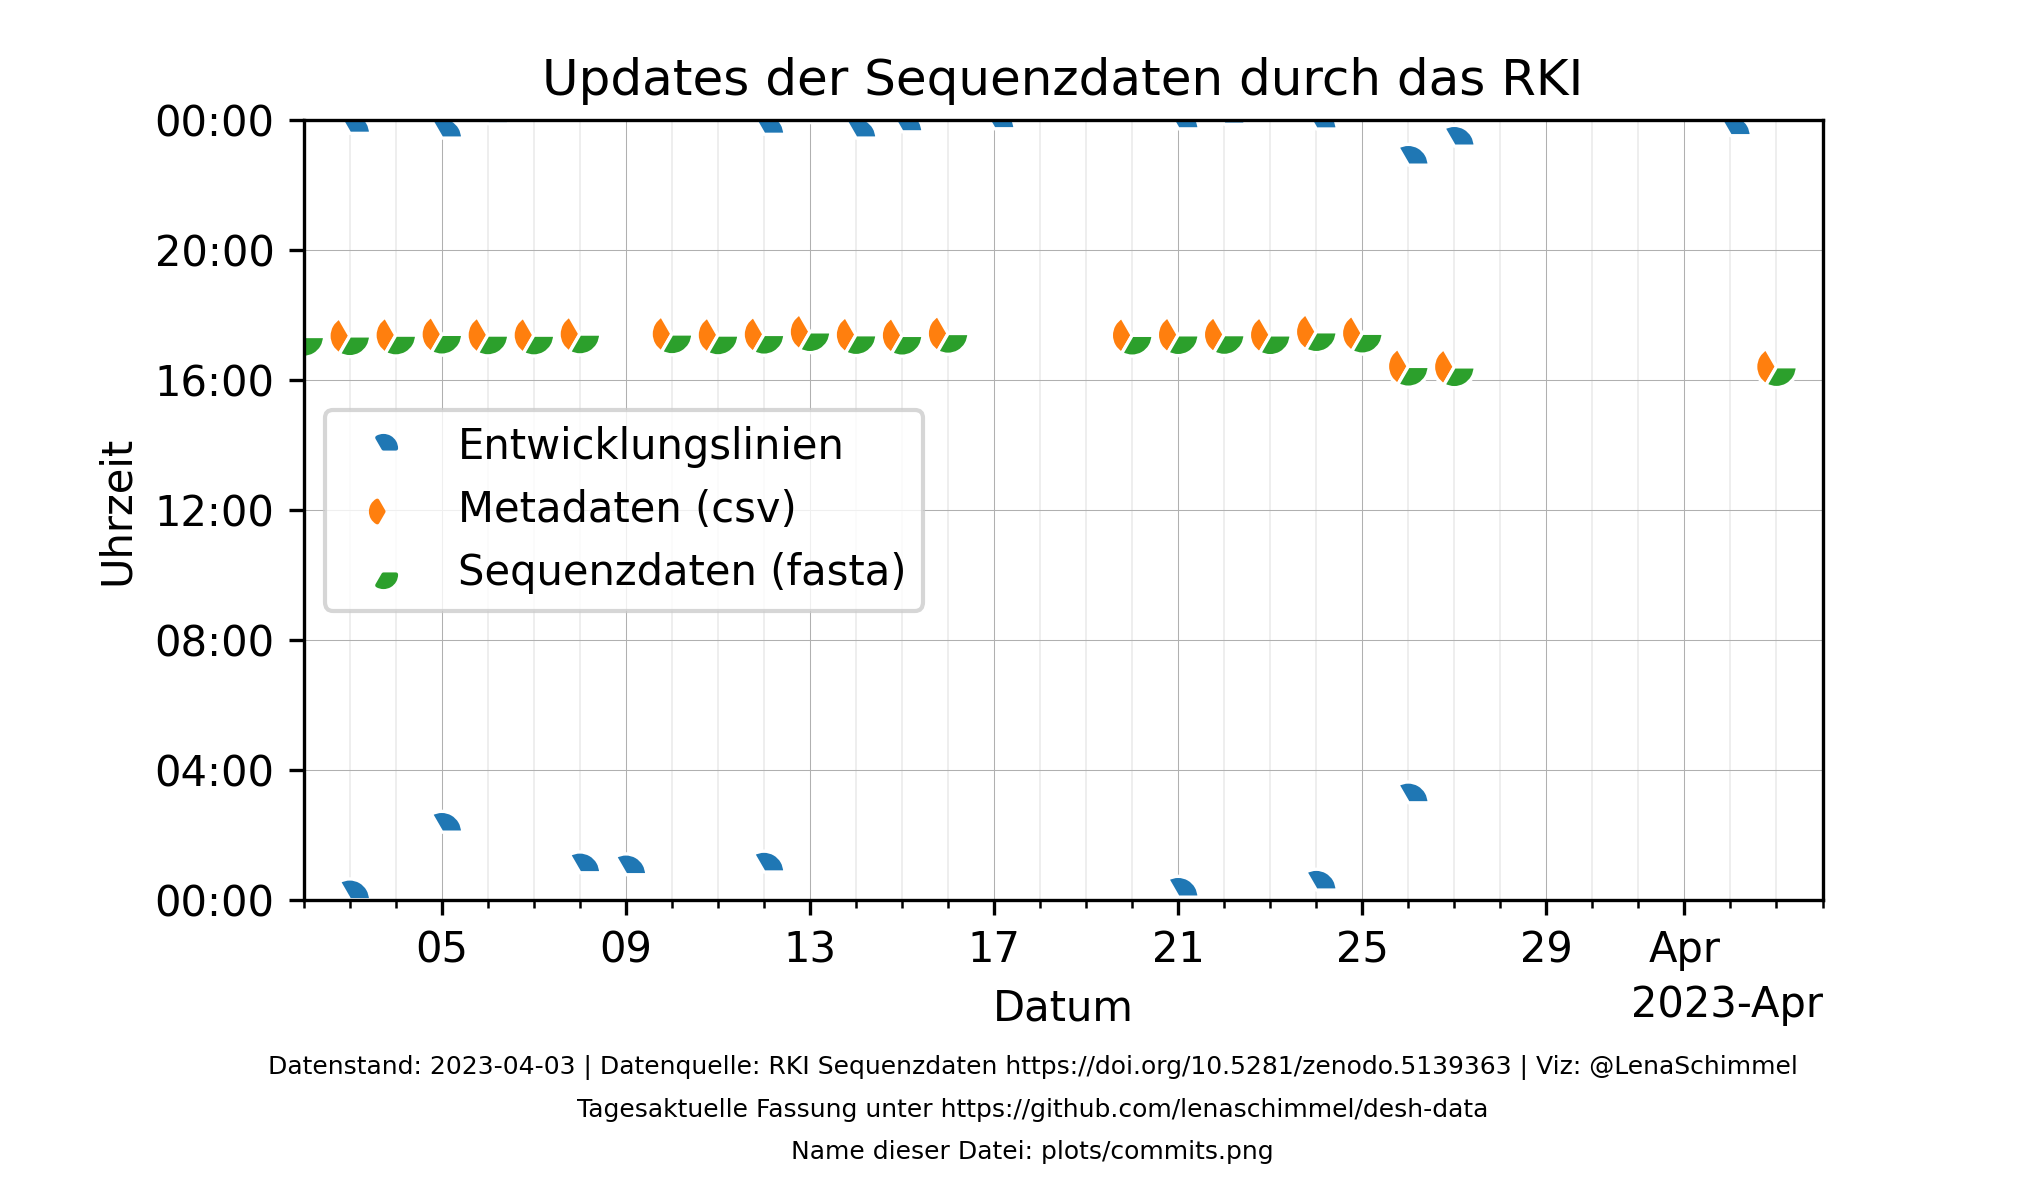 Updates der Sequenzdaten durch das RKI
00:00
20:00
16:00
12:00
08:00
04:00
00:00
Uhrzeit
Entwicklungslinien
Metadaten (csv)
Sequenzdaten (fasta)
05 09 13 17 21 25 29 Apr
2023-Apr
Datum
Datenstand: 2023-04-03 | Datenquelle: RKI Sequenzdaten https://doi.org/10.5281/zenodo.5139363 | Viz: @LenaSchimmel
Tagesaktuelle Fassung unter https://github.com/lenaschimmel/desh-data
Name dieser Datei: plots/commits.png